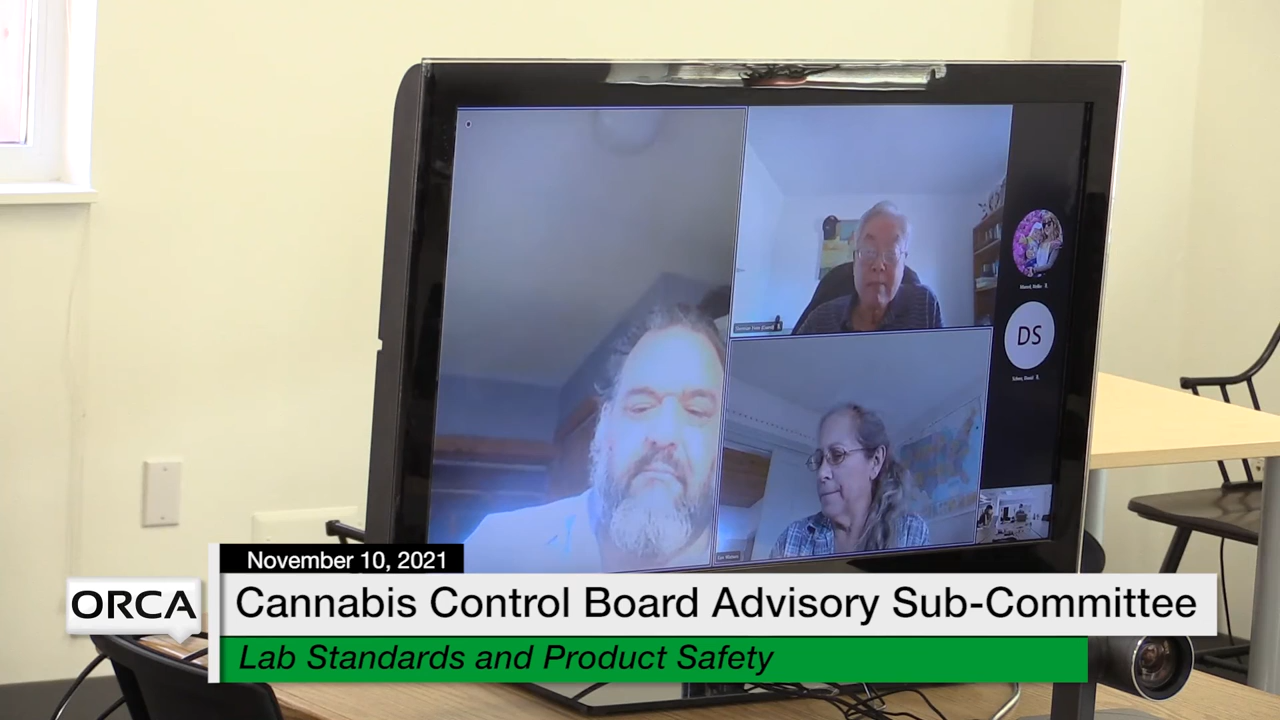 DS
November 10, 2021
ORCA
Cannabis Control Board Advisory Sub-Committee
Lab Standards and Product Safety